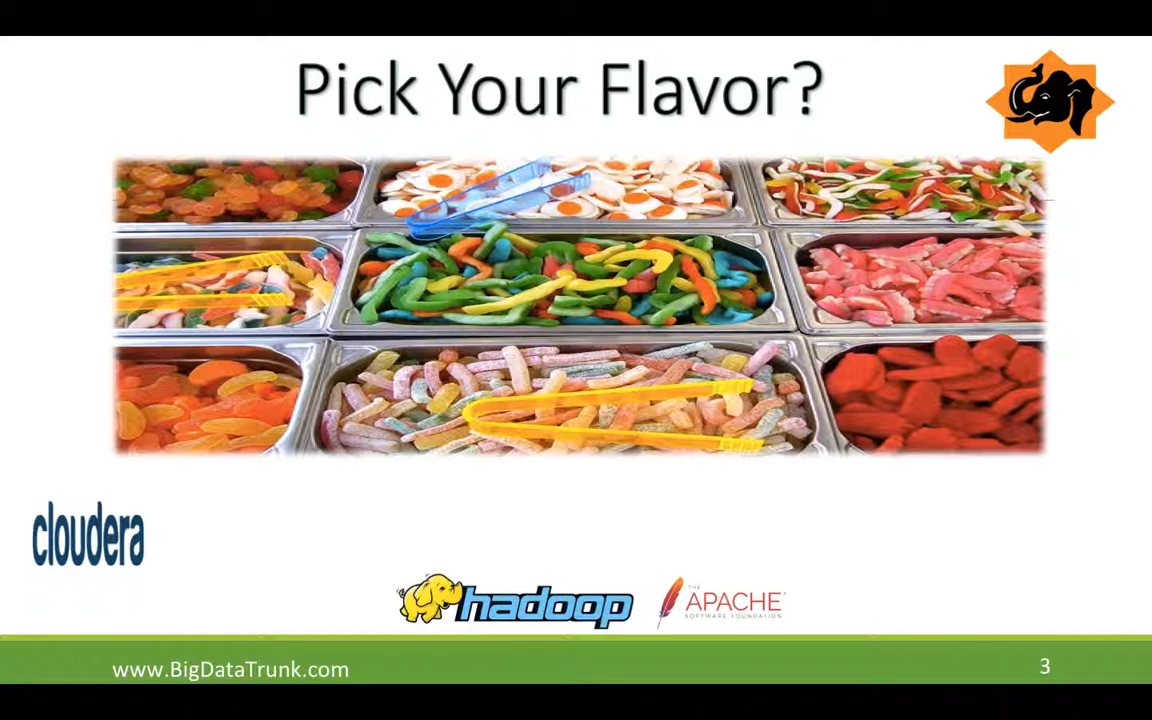 Pick Your Flavor?
cloudera
hadoop
THE
APACHE
SOFTWARE FOUNDATION
www.BigDataTrunk.com
3